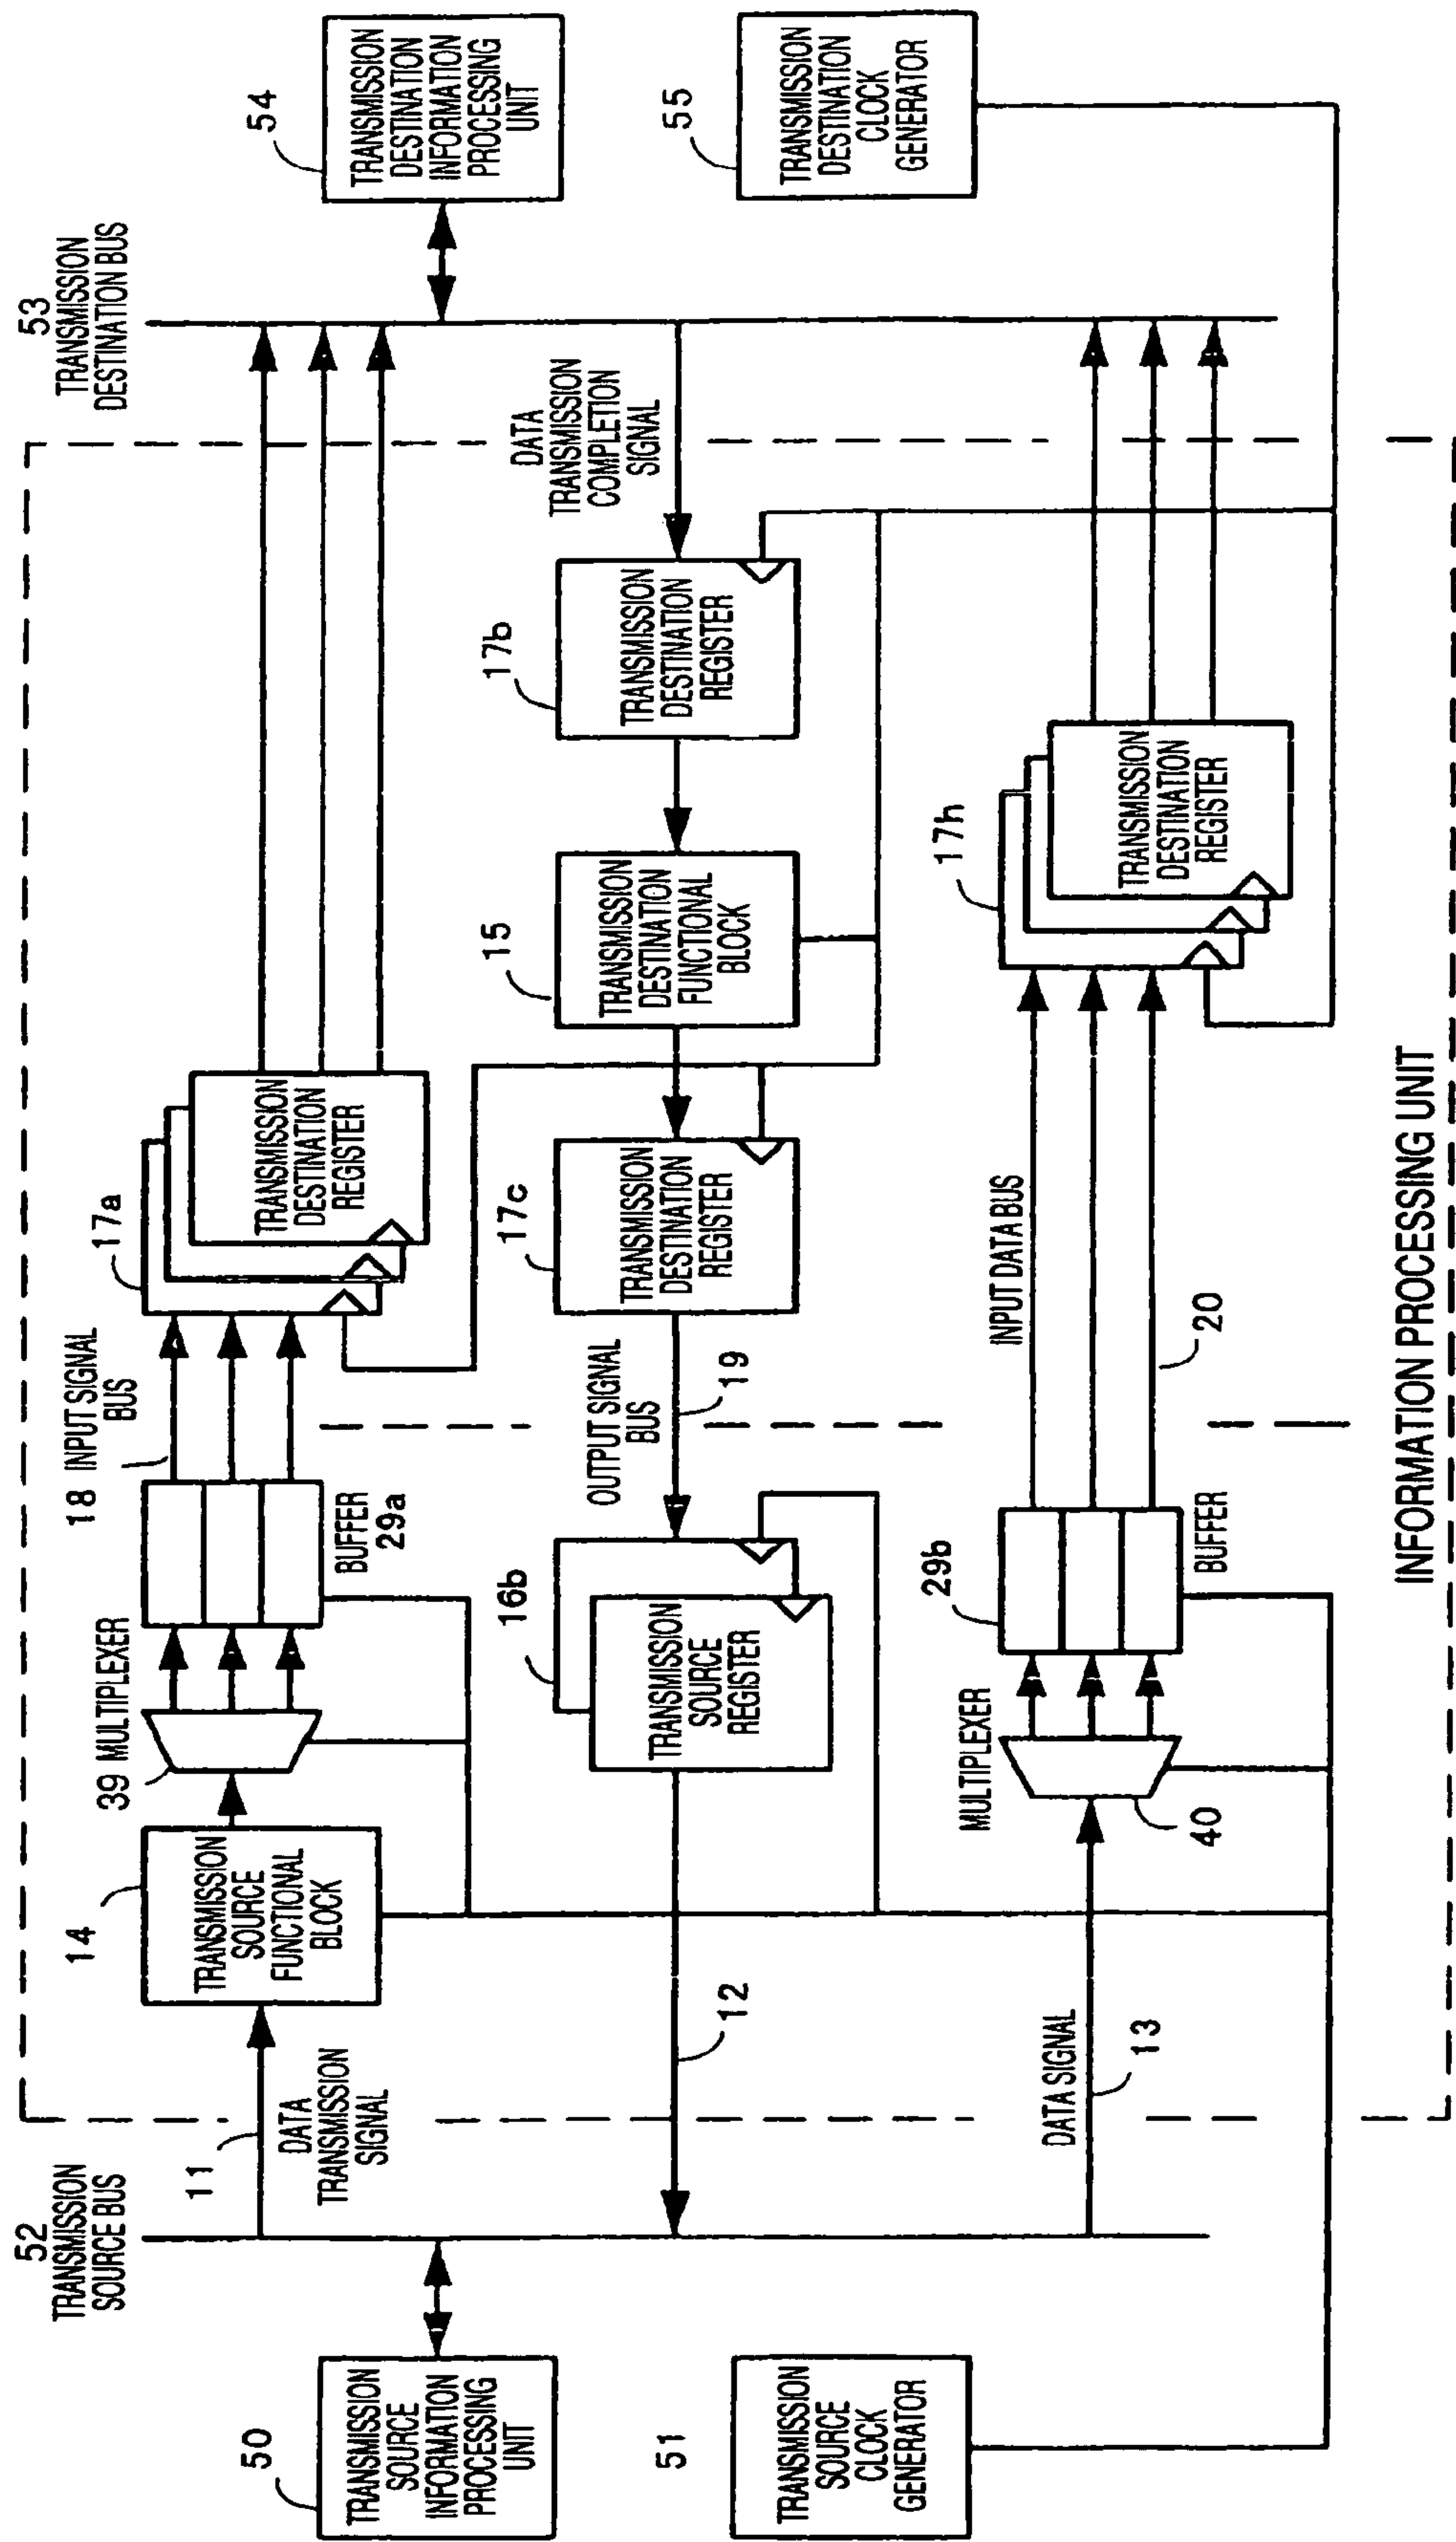 52
TRANSMISSION
SOURCE BUS
53
TRANSMISSION
DESTINATION BUS
50
TRANSMISSION
SOURCE
INFORMATION
PROCESSING
UNIT
11
DATA
TRANSMISSION
SIGNAL
14
TRANSMISSION
SOURCE
FUNCTIONAL
BLOCK
39 MULTIPLEXER
BUFFER
29a
18 INPUT SIGNAL
BUS
17a
TRANSMISSION
DESTINATION
REGISTER
54
TRANSMISSION
DESTINATION
INFORMATION
PROCESSING
UNIT
51
TRANSMISSION
SOURCE
CLOCK
GENERATOR
12
16b
TRANSMISSION
SOURCE
REGISTER
OUTPUT SIGNAL
BUS
19
17c
TRANSMISSION
DESTINATION
REGISTER
15
TRANSMISSION
DESTINATION
FUNCTIONAL
BLOCK
17b
TRANSMISSION
DESTINATION
REGISTER
DATA
TRANSMISSION
COMPLETION
SIGNAL
55
TRANSMISSION
DESTINATION
CLOCK
GENERATOR
DATA SIGNAL
13
MULTIPLEXER
40
29b
BUFFER
INPUT DATA BUS
20
17h
TRANSMISSION
DESTINATION
REGISTER
INFORMATION PROCESSING UNIT